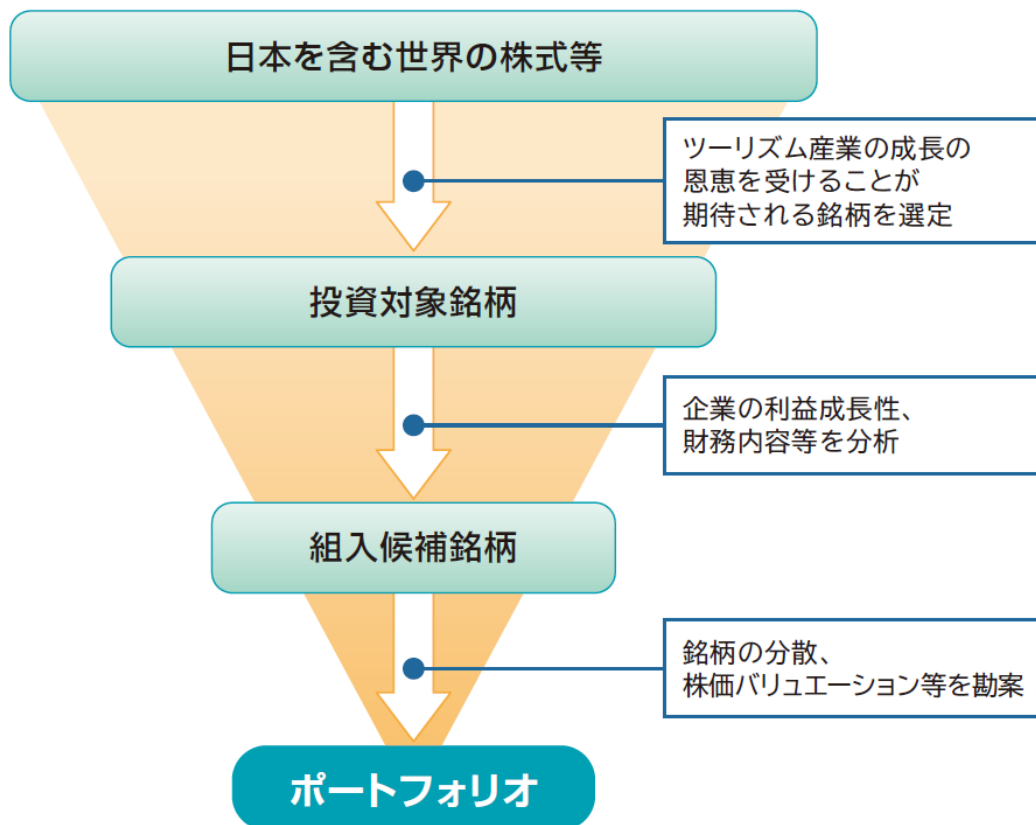 日本を含む世界の株式等
ツーリズム産業の成長の
恩恵を受けることが
期待される銘柄を選定
投資対象銘柄
企業の利益成長性、
財務内容等を分析
組入候補銘柄
銘柄の分散、
株価バリュエーション等を勘案
ポートフォリオ